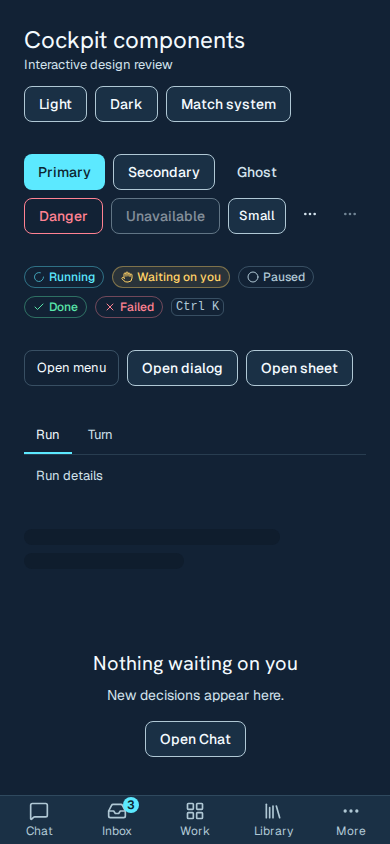 Cockpit components
Interactive design review
Light Dark Match system
Primary Secondary Ghost
Danger Unavailable Small
Running Waiting on you Paused
Done Failed Ctrl K
Open menu Open dialog Open sheet
Run Turn
Run details
Nothing waiting on you
New decisions appear here.
Open Chat
3
Chat Inbox Work Library More